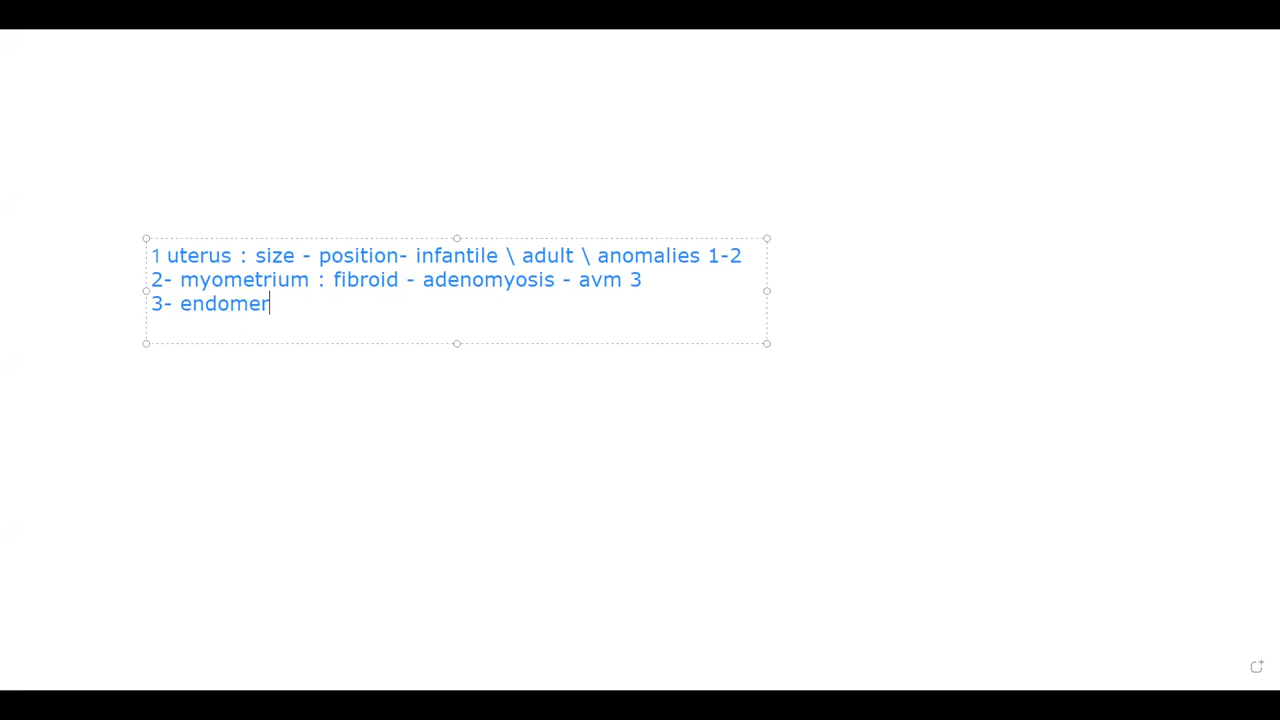 1 uterus : size - position- infantile \ adult \ anomalies 1-2
2- myometrium : fibroid - adenomyosis - avm 3
3- endomer